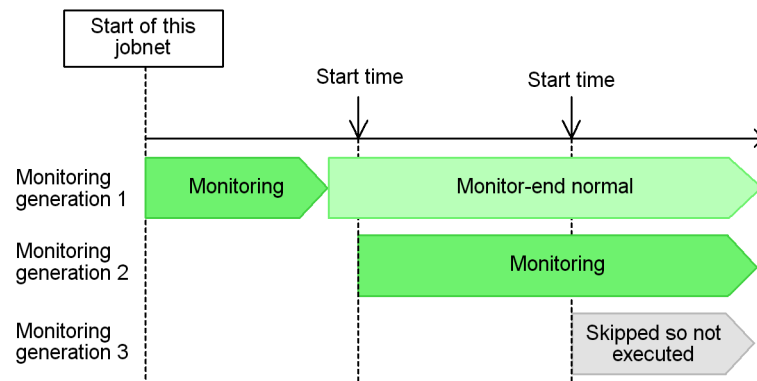 Start of this
jobnet
Start time
Start time
Monitoring
generation 1
Monitoring
Monitor-end normal
Monitoring
generation 2
Monitoring
Monitoring
generation 3
Skipped so not
executed